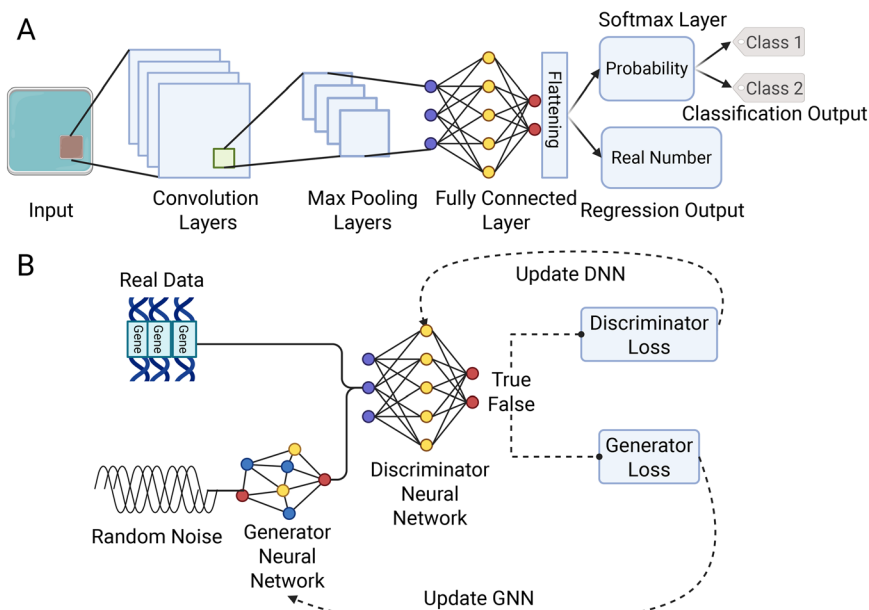 A
Softmax Layer
Probability
Class 1
Class 2
Classification Output
Flattening
Real Number
Regression Output
Input
Convolution
Layers
Max Pooling
Layers
Fully Connected
Layer
B
Real Data
Gene
Gene
Gene
Update DNN
Discriminator
Loss
True
False
Generator
Loss
Discriminator
Neural
Network
Random Noise
Generator
Neural
Network
Update GNN